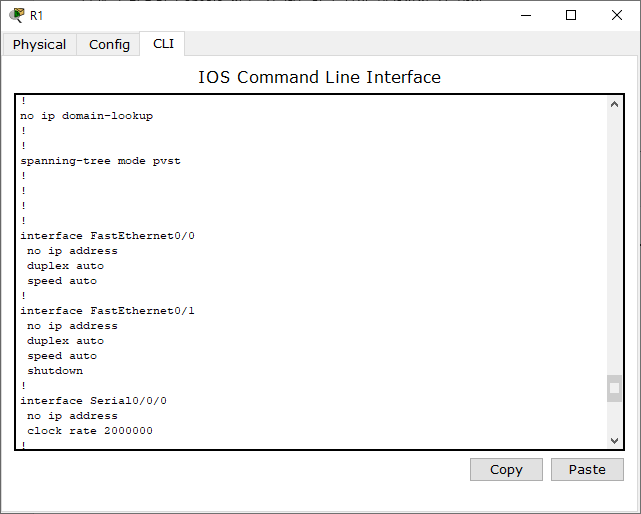 R1
Physical Config CLI
IOS Command Line Interface
!
no ip domain-lookup
!
!
spanning-tree mode pvst
!
!
!
!
interface FastEthernet0/0
no ip address
duplex auto
speed auto
!
interface FastEthernet0/1
no ip address
duplex auto
speed auto
shutdown
!
interface Serial0/0/0
no ip address
clock rate 2000000
!
Copy Paste